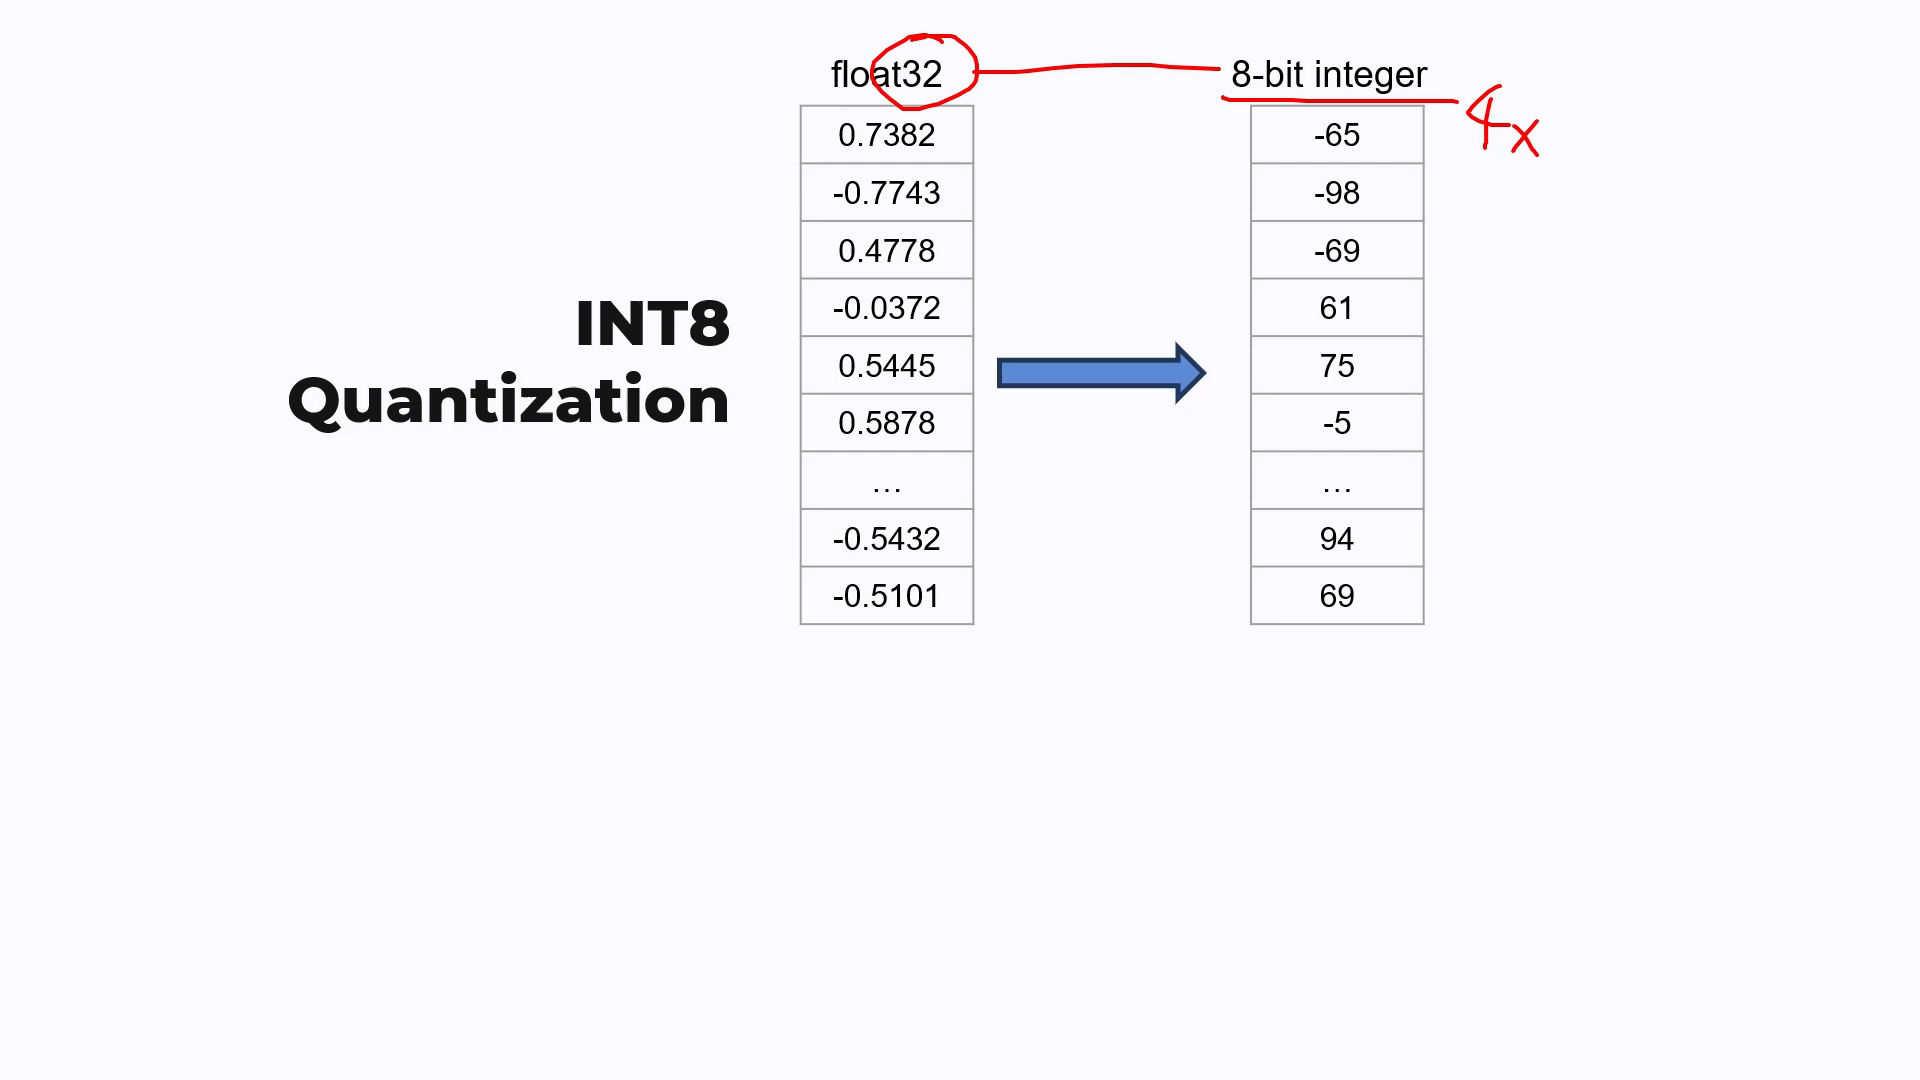 float32 8-bit integer
4x
0.7382 -65
-0.7743 -98
0.4778 -69
-0.0372 61
INT8
0.5445 75
Quantization
0.5878 -5
... ...
-0.5432 94
-0.5101 69